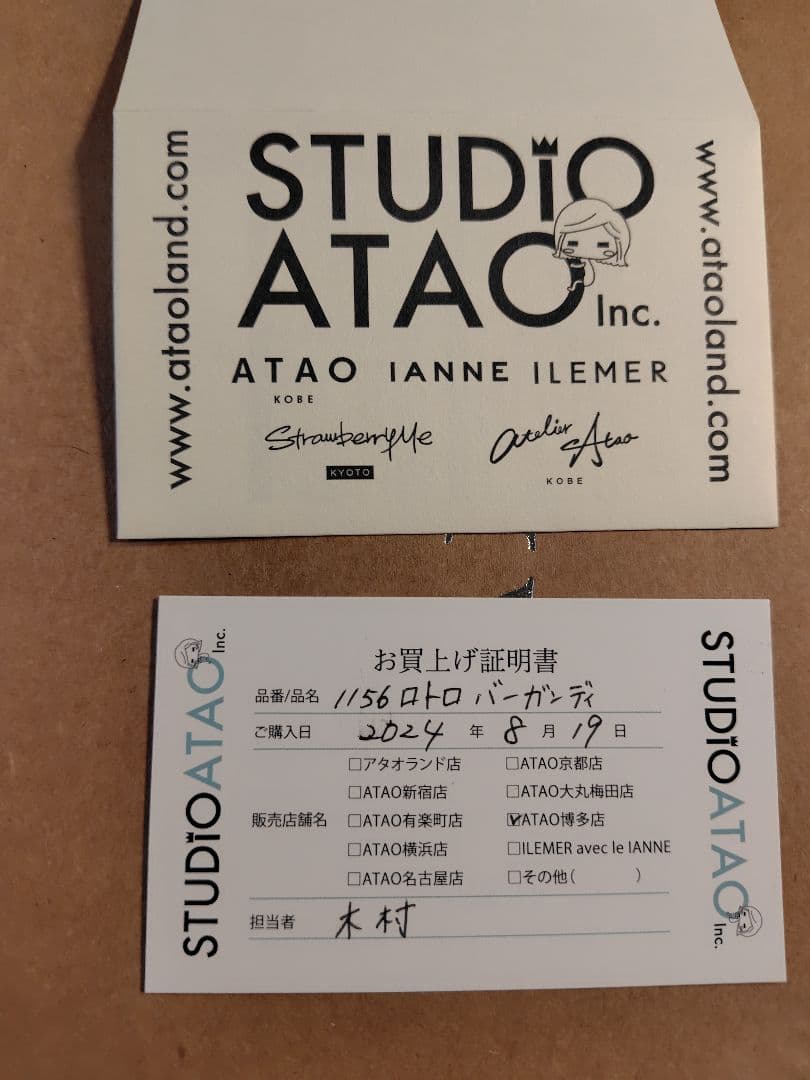 www.ataoland.com
STUDiO
ATAO Inc.
www.ataoland.com
ATAO IANNE ILEMER
KOBE
StrawberryMe
KYOTO
atelier Atao
KOBE
STUDiOATAO Inc.
お買上げ証明書
品番/品名 1156 ロトロ バーガンディ
ご購入日 2024 年 8 月 19 日
販売店舗名
□アタオランド店 □ATAO京都店
□ATAO新宿店 □ATAO大丸梅田店
□ATAO有楽町店 ☑ATAO博多店
□ATAO横浜店 □ILEMER avec le IANNE
□ATAO名古屋店 □その他( )
担当者 木村
STUDiOATAO Inc.